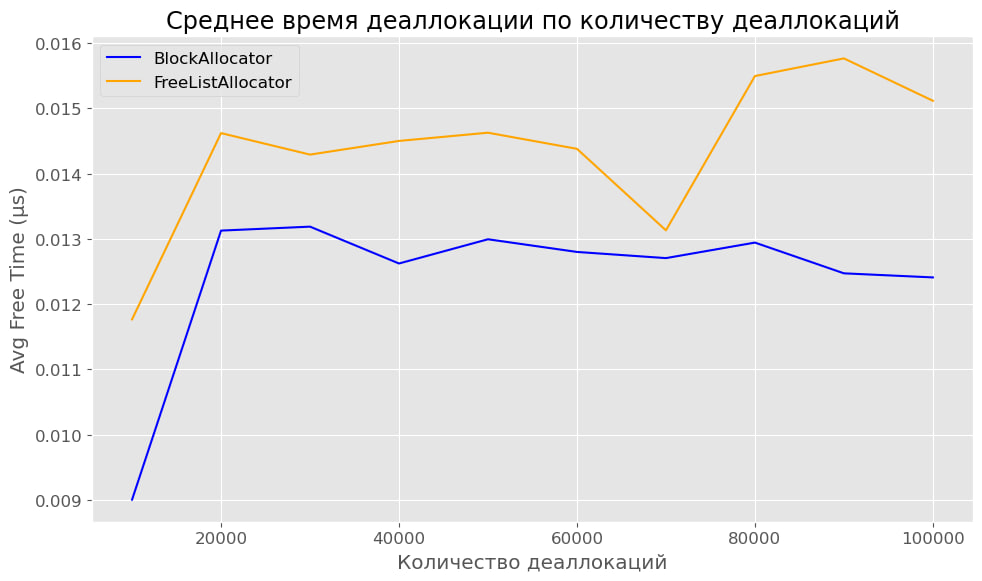 Среднее время деаллокации по количеству деаллокаций
BlockAllocator
FreeListAllocator
Avg Free Time (μs)
0.016
0.015
0.014
0.013
0.012
0.011
0.010
0.009
20000 40000 60000 80000 100000
Количество деаллокаций